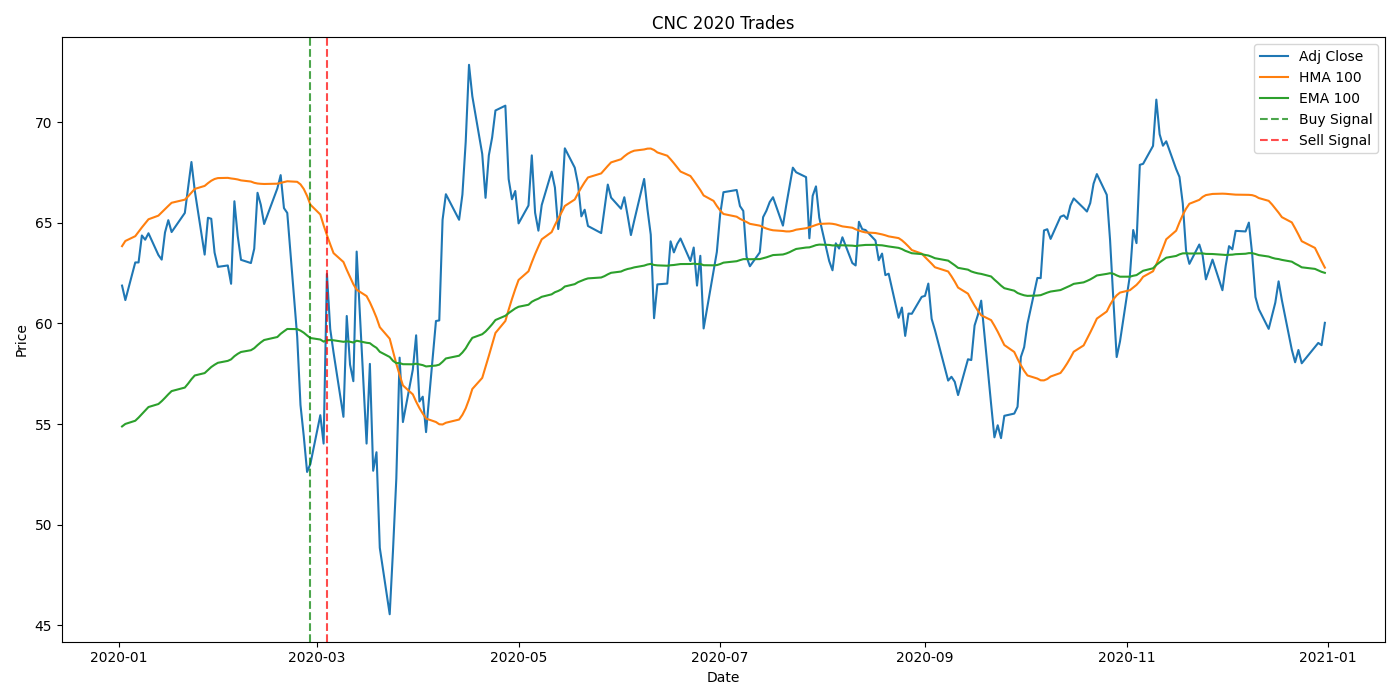 CNC 2020 Trades
Adj Close
HMA 100
EMA 100
Buy Signal
Sell Signal
Price
70
65
60
55
50
45
2020-01
2020-03
2020-05
2020-07
2020-09
2020-11
2021-01
Date